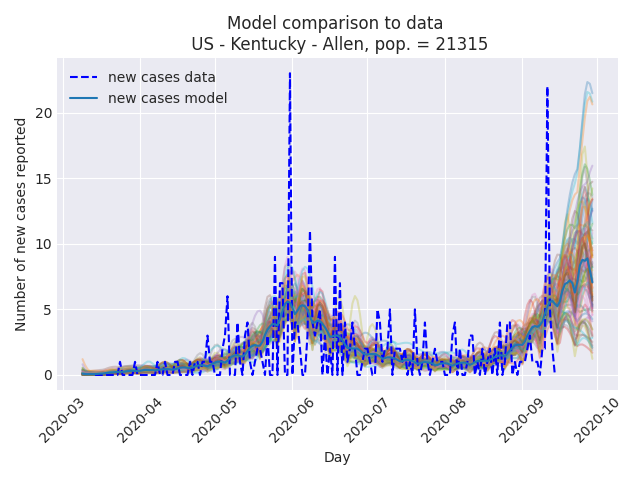 Model comparison to data
US - Kentucky - Allen, pop. = 21315
new cases data
new cases model
Number of new cases reported
20
15
10
5
0
2020-03
2020-04
2020-05
2020-06
2020-07
2020-08
2020-09
2020-10
Day